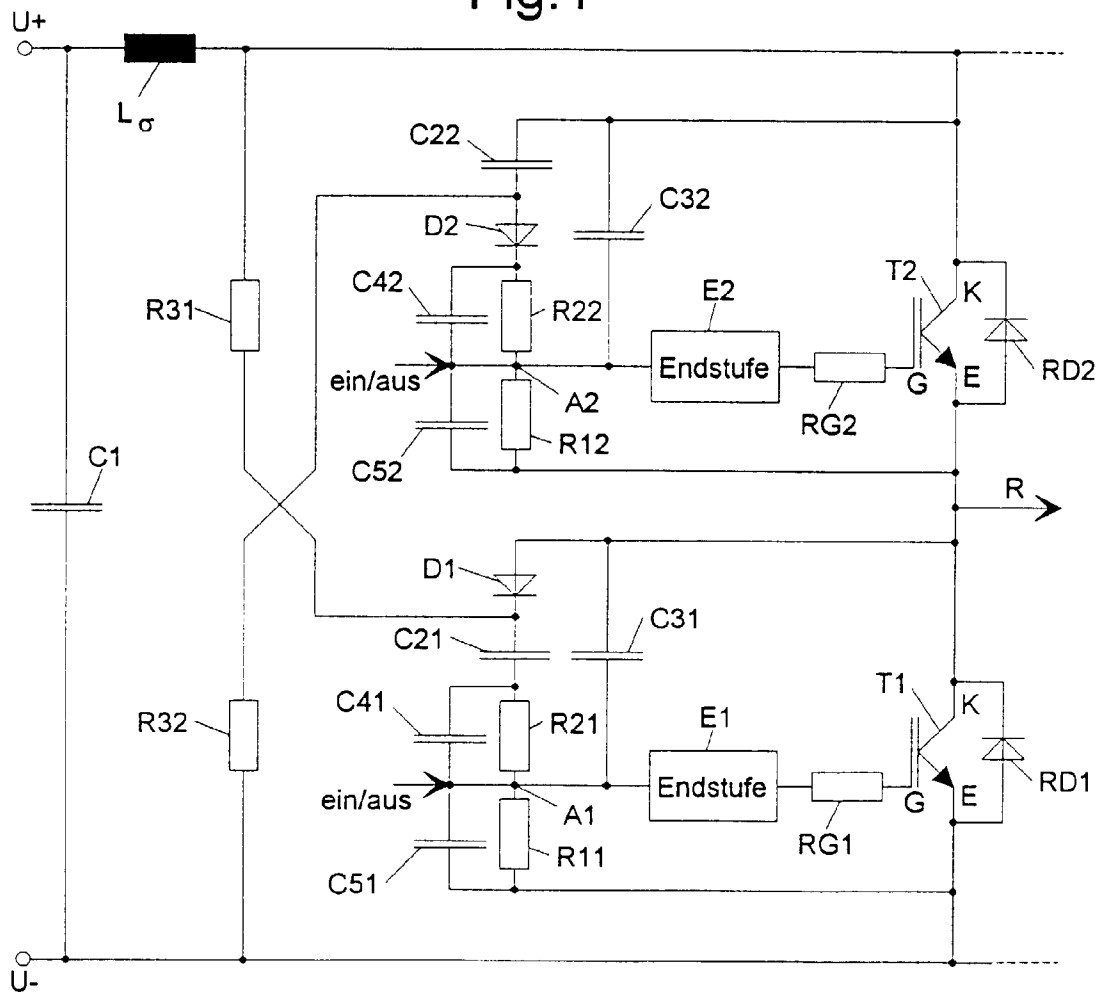 Fig.1
U+
Lσ
C22
C32
D2
C42
T2
K
E2
R31
R22
Endstufe
ein/aus
A2
G
E
RD2
RG2
R12
C52
C1
R
D1
C31
C21
T1
K
C41
R21
E1
R32
Endstufe
ein/aus
A1
G
E
RD1
RG1
R11
C51
U-